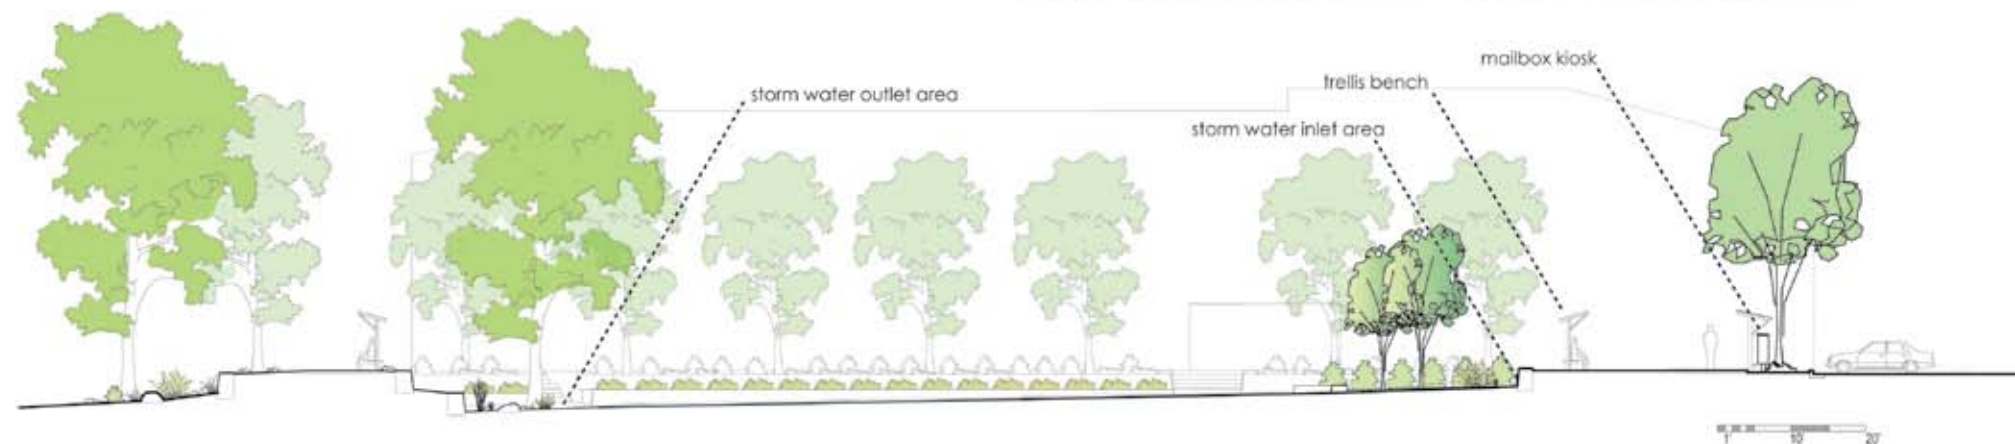 mailbox kiosk
trellis bench
storm water outlet area
storm water inlet area
1' 10' 20'